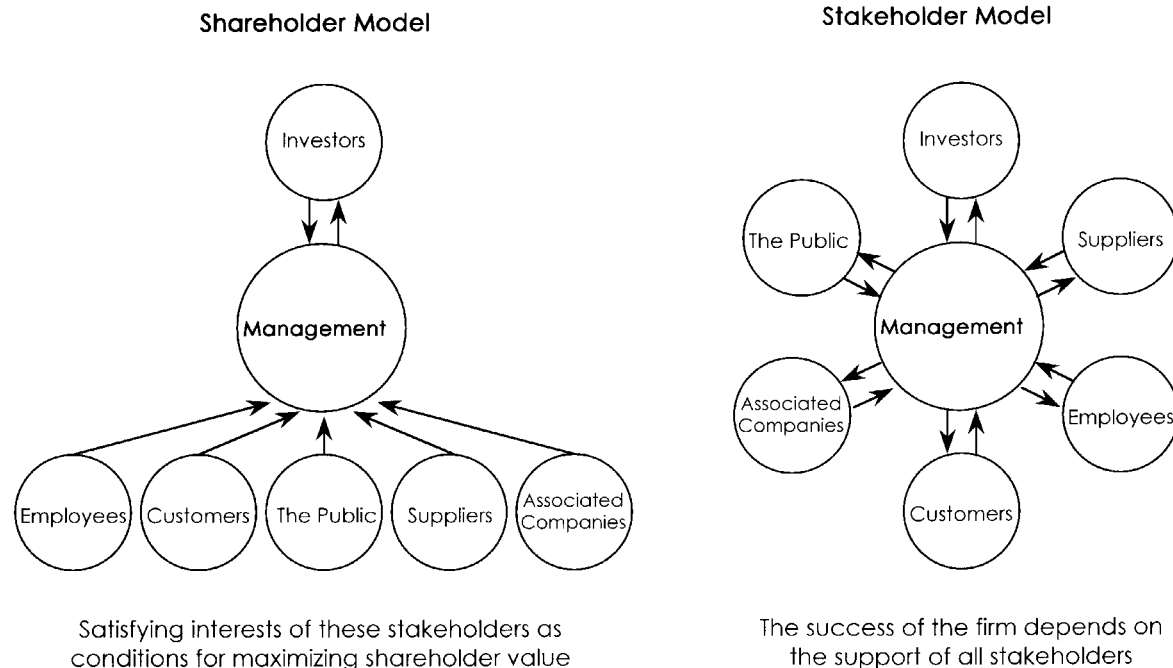 Shareholder Model
Investors
Management
Employees
Customers
The Public
Suppliers
Associated
Companies
Satisfying interests of these stakeholders as
conditions for maximizing shareholder value
Stakeholder Model
Investors
The Public
Suppliers
Management
Associated
Companies
Employees
Customers
The success of the firm depends on
the support of all stakeholders